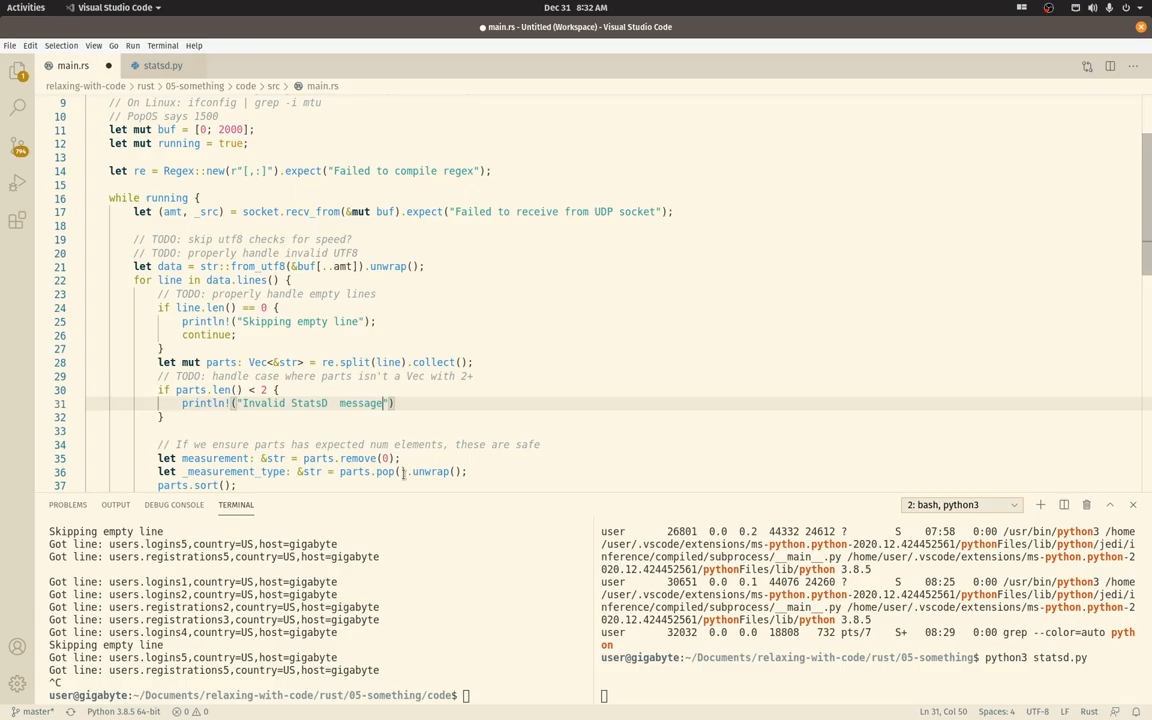 Activities
Visual Studio Code
Dec 31 8:32 AM
● main.rs - Untitled (Workspace) - Visual Studio Code
File Edit Selection View Go Run Terminal Help
main.rs ●
statsd.py
relaxing-with-code > rust > 05-something > code > src > main.rs
9 // On Linux: ifconfig | grep -i mtu
10 // PopOS says 1500
11 let mut buf = [0; 2000];
12 let mut running = true;
13
14 let re = Regex::new(r"[,:]").expect("Failed to compile regex");
15
16 while running {
17 let (amt, _src) = socket.recv_from(&mut buf).expect("Failed to receive from UDP socket");
18
19 // TODO: skip utf8 checks for speed?
20 // TODO: properly handle invalid UTF8
21 let data = str::from_utf8(&buf[..amt]).unwrap();
22 for line in data.lines() {
23 // TODO: properly handle empty lines
24 if line.len() == 0 {
25 println!("Skipping empty line");
26 continue;
27 }
28 let mut parts: Vec<&str> = re.split(line).collect();
29 // TODO: handle case where parts isn't a Vec with 2+
30 if parts.len() < 2 {
31 println!("Invalid StatsD  message")
32 }
33
34 // If we ensure parts has expected num elements, these are safe
35 let measurement: &str = parts.remove(0);
36 let _measurement_type: &str = parts.pop().unwrap();
37 parts.sort();
1
794
PROBLEMS OUTPUT DEBUG CONSOLE TERMINAL
2: bash, python3
Skipping empty line
Got line: users.logins5,country=US,host=gigabyte
Got line: users.registrations5,country=US,host=gigabyte

Got line: users.logins1,country=US,host=gigabyte
Got line: users.logins2,country=US,host=gigabyte
Got line: users.registrations2,country=US,host=gigabyte
Got line: users.registrations3,country=US,host=gigabyte
Got line: users.logins4,country=US,host=gigabyte
Skipping empty line
Got line: users.logins5,country=US,host=gigabyte
Got line: users.registrations5,country=US,host=gigabyte
^C
user@gigabyte:~/Documents/relaxing-with-code/rust/05-something/code$
user 26801 0.0 0.2 44332 24612 ? S 07:58 0:00 /usr/bin/python3 /home
/user/.vscode/extensions/ms-python.python-2020.12.424452561/pythonFiles/lib/python/jedi/i
nference/compiled/subprocess/__main__.py /home/user/.vscode/extensions/ms-python.python-2
020.12.424452561/pythonFiles/lib/python 3.8.5
user 30651 0.0 0.1 44076 24260 ? S 08:25 0:00 /usr/bin/python3 /home
/user/.vscode/extensions/ms-python.python-2020.12.424452561/pythonFiles/lib/python/jedi/i
nference/compiled/subprocess/__main__.py /home/user/.vscode/extensions/ms-python.python-2
020.12.424452561/pythonFiles/lib/python 3.8.5
user 32032 0.0 0.0 18808 732 pts/7 S+ 08:29 0:00 grep --color=auto pyth
on
user@gigabyte:~/Documents/relaxing-with-code/rust/05-something$ python3 statsd.py
master* Python 3.8.5 64-bit 0 0
Ln 31, Col 50 Spaces: 4 UTF-8 LF Rust